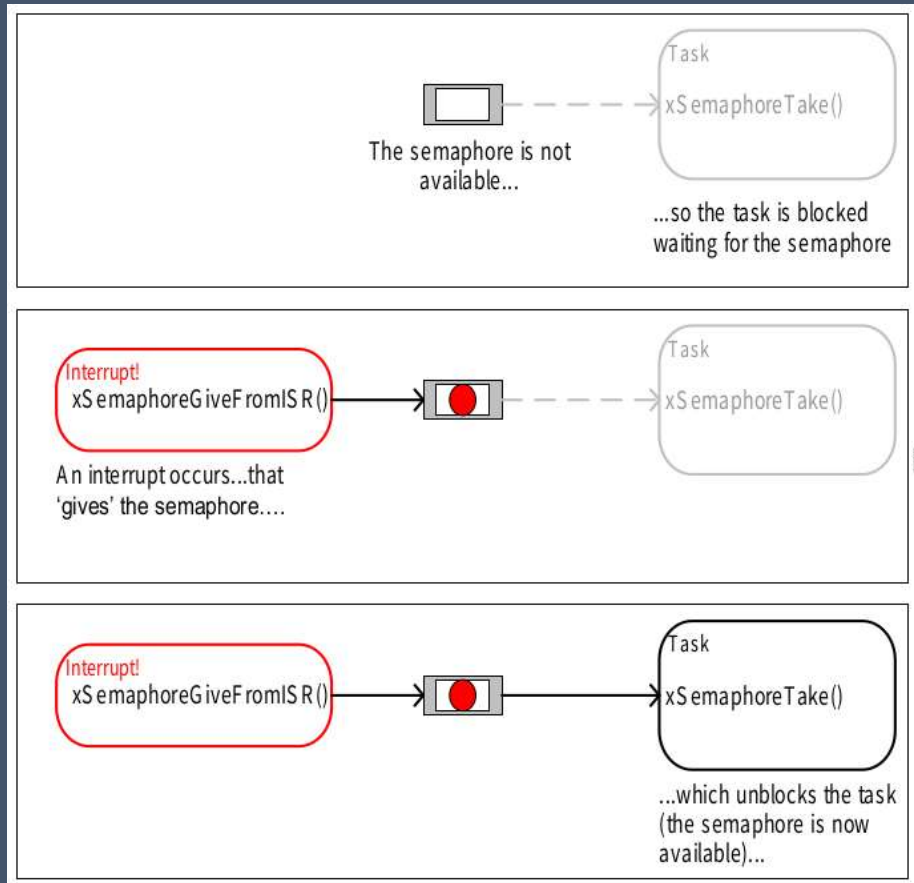 Task
xSemaphoreTake()
The semaphore is not
available...
...so the task is blocked
waiting for the semaphore
Task
Interrupt!
xSemaphoreGiveFromISR()
xSemaphoreTake()
An interrupt occurs...that
‘gives’ the semaphore....
Task
Interrupt!
xSemaphoreGiveFromISR()
xSemaphoreTake()
...which unblocks the task
(the semaphore is now
available)...